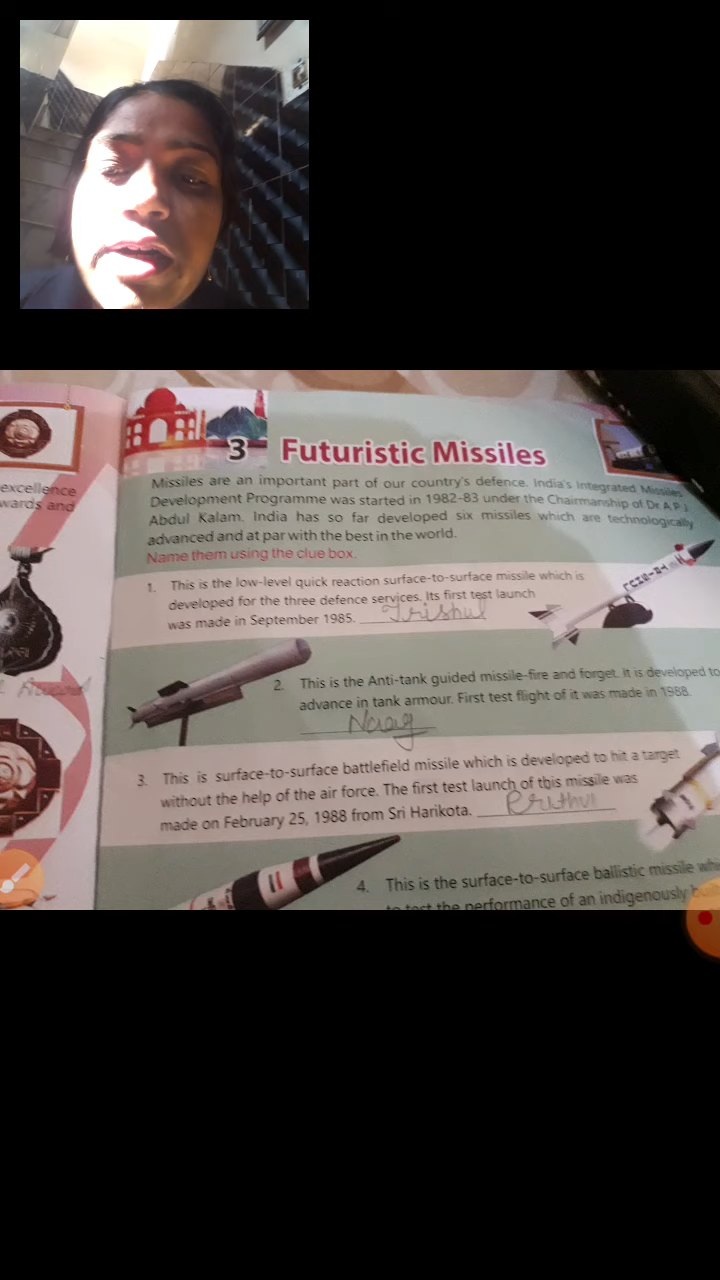 excellence
wards and
3 Futuristic Missiles
Missiles are an important part of our country's defence. India's Integrated Missiles
Development Programme was started in 1982-83 under the Chairmanship of Dr. A.P.J.
Abdul Kalam. India has so far developed six missiles which are technologically
advanced and at par with the best in the world.
Name them using the clue box.
1. This is the low-level quick reaction surface-to-surface missile which is
developed for the three defence services. Its first test launch
was made in September 1985. Trishul
2. This is the Anti-tank guided missile-fire and forget. It is developed to
advance in tank armour. First test flight of it was made in 1988.
Naag
3. This is surface-to-surface battlefield missile which is developed to hit a target
without the help of the air force. The first test launch of this missile was
made on February 25, 1988 from Sri Harikota. Prithvi
4. This is the surface-to-surface ballistic missile
to test the performance of an indigenously